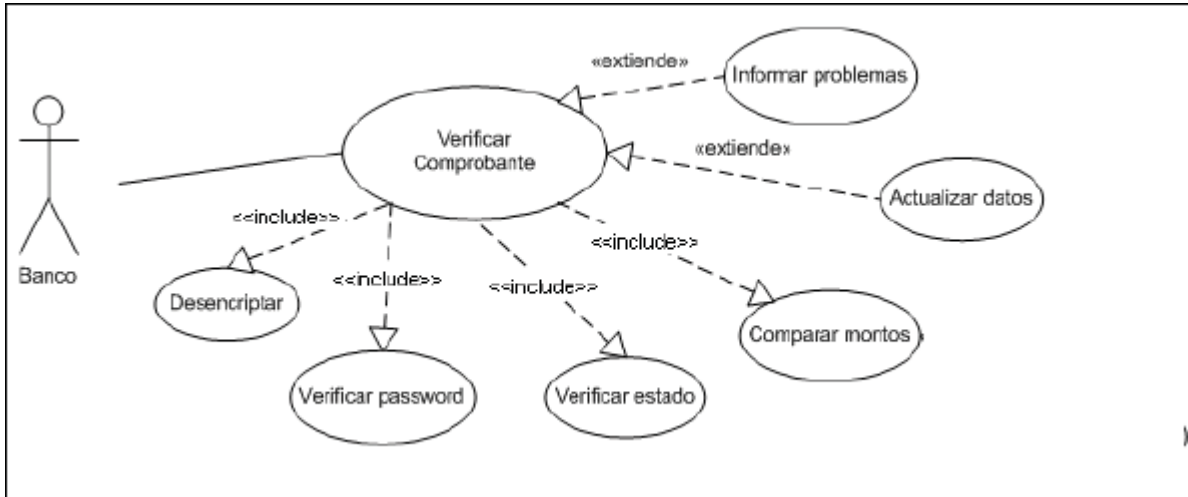 «extiende»
Informar problemas
Verificar
Comprobante
«extiende»
Actualizar datos
Banco
<<include>>
<<include>>
<<include>>
<<include>>
Desencriptar
Comparar montos
Verificar password
Verificar estado
)